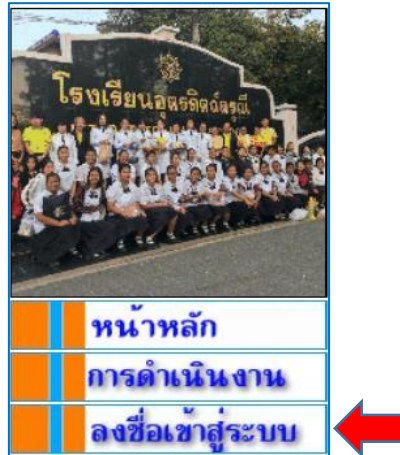 โรงเรียนอุตรดิตถ์ดรุณี
หน้าหลัก
การดำเนินงาน
ลงชื่อเข้าสู่ระบบ